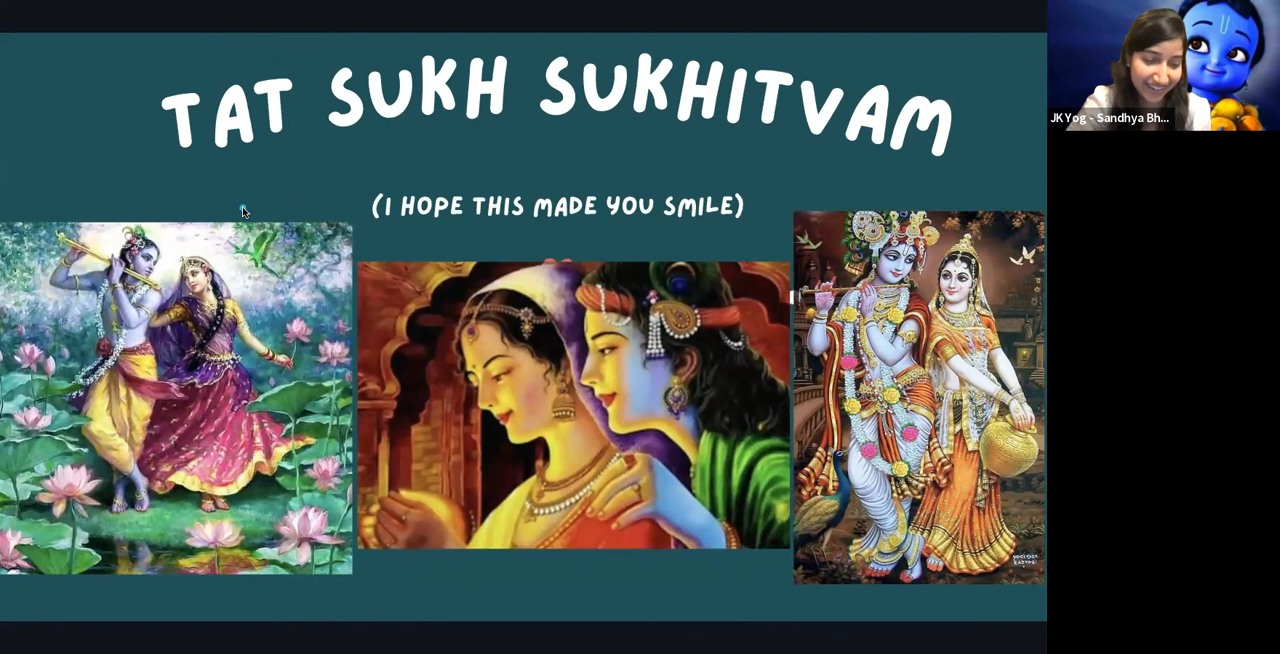 TAT SUKH SUKHITVAM
(I HOPE THIS MADE YOU SMILE)
JKYog - Sandhya Bh...